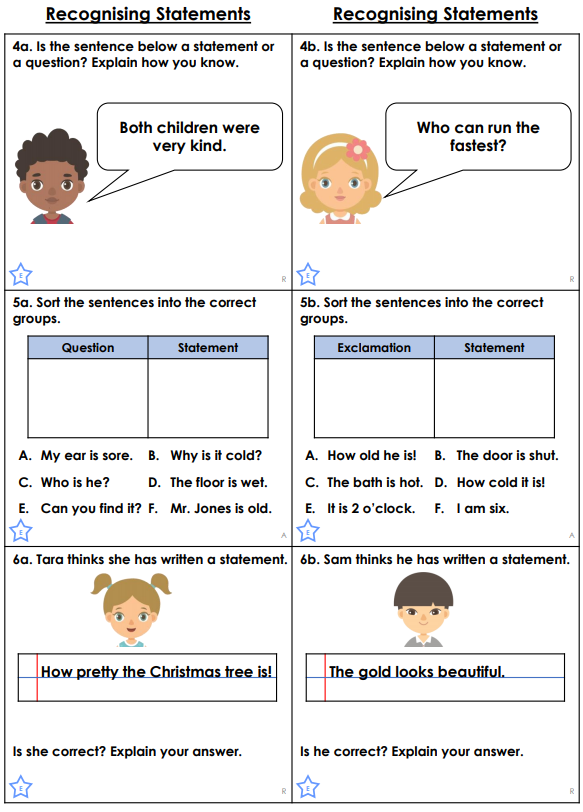 Recognising Statements
Recognising Statements
4a. Is the sentence below a statement or
a question? Explain how you know.
Both children were
very kind.
E
R
4b. Is the sentence below a statement or
a question? Explain how you know.
Who can run the
fastest?
E
R
5a. Sort the sentences into the correct
groups.
Question Statement
A. My ear is sore. B. Why is it cold?
C. Who is he? D. The floor is wet.
E. Can you find it? F. Mr. Jones is old.
E
A
5b. Sort the sentences into the correct
groups.
Exclamation Statement
A. How old he is! B. The door is shut.
C. The bath is hot. D. How cold it is!
E. It is 2 o'clock. F. I am six.
E
A
6a. Tara thinks she has written a statement.
How pretty the Christmas tree is!
Is she correct? Explain your answer.
E
R
6b. Sam thinks he has written a statement.
The gold looks beautiful.
Is he correct? Explain your answer.
E
R